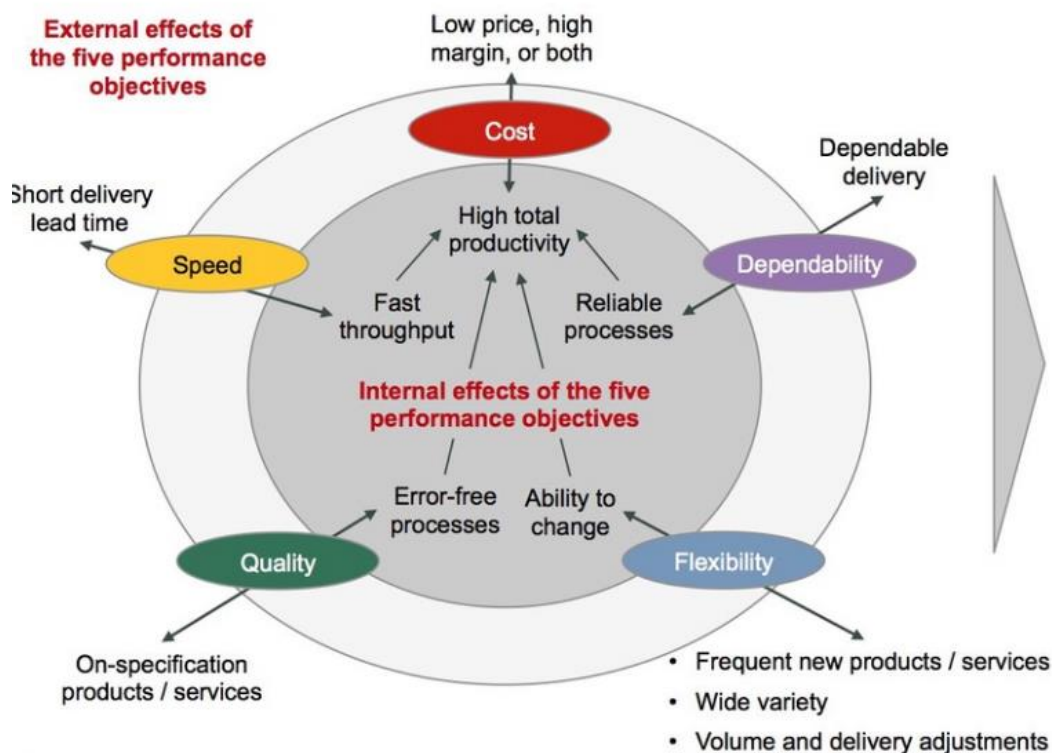 External effects of
the five performance
objectives
Low price, high
margin, or both
Cost
Dependable
delivery
Short delivery
lead time
High total
productivity
Speed
Dependability
Fast
throughput
Reliable
processes
Internal effects of the five
performance objectives
Error-free
processes
Ability to
change
Quality
Flexibility
On-specification
products / services
• Frequent new products / services
• Wide variety
• Volume and delivery adjustments